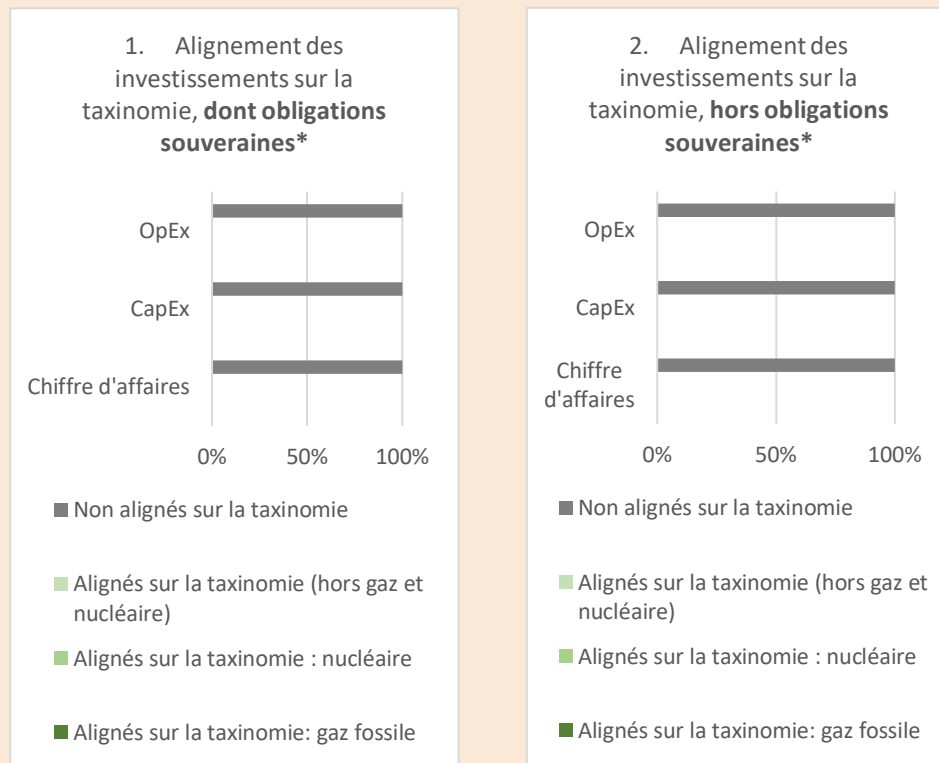 1. Alignement des
investissements sur la
taxinomie, dont obligations
souveraines*
OpEx
CapEx
Chiffre d'affaires
0% 50% 100%
Non alignés sur la taxinomie
Alignés sur la taxinomie (hors gaz et
nucléaire)
Alignés sur la taxinomie : nucléaire
Alignés sur la taxinomie: gaz fossile
2. Alignement des
investissements sur la
taxinomie, hors obligations
souveraines*
OpEx
CapEx
Chiffre
d'affaires
0% 50% 100%
Non alignés sur la taxinomie
Alignés sur la taxinomie (hors gaz et
nucléaire)
Alignés sur la taxinomie : nucléaire
Alignés sur la taxinomie: gaz fossile